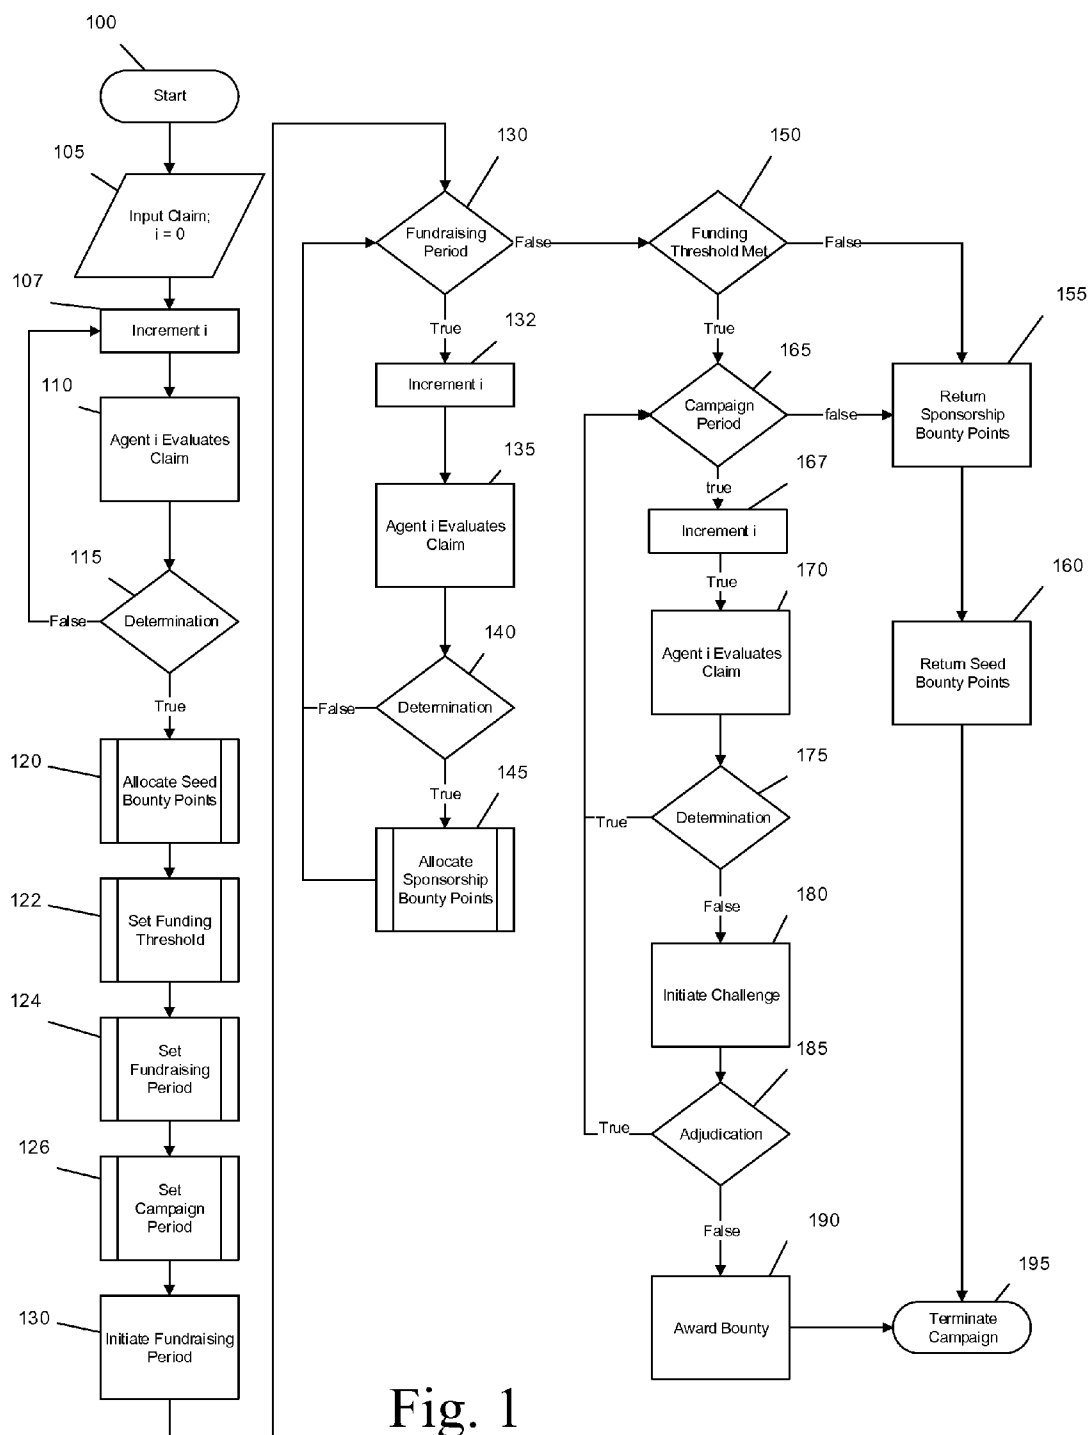 100
Start
105
Input Claim;
i = 0
107
Increment i
110
Agent i Evaluates
Claim
115
Determination
False
True
120
Allocate Seed
Bounty Points
122
Set Funding
Threshold
124
Set
Fundraising
Period
126
Set
Campaign
Period
130
Initiate Fundraising
Period
130
Fundraising
Period
False
True
132
Increment i
135
Agent i Evaluates
Claim
140
Determination
False
True
145
Allocate
Sponsorship
Bounty Points
150
Funding
Threshold Met
False
True
165
Campaign
Period
false
true
167
Increment i
True
170
Agent i Evaluates
Claim
175
Determination
True
False
180
Initiate Challenge
185
Adjudication
True
False
190
Award Bounty
155
Return
Sponsorship
Bounty Points
160
Return Seed
Bounty Points
195
Terminate
Campaign
Fig. 1